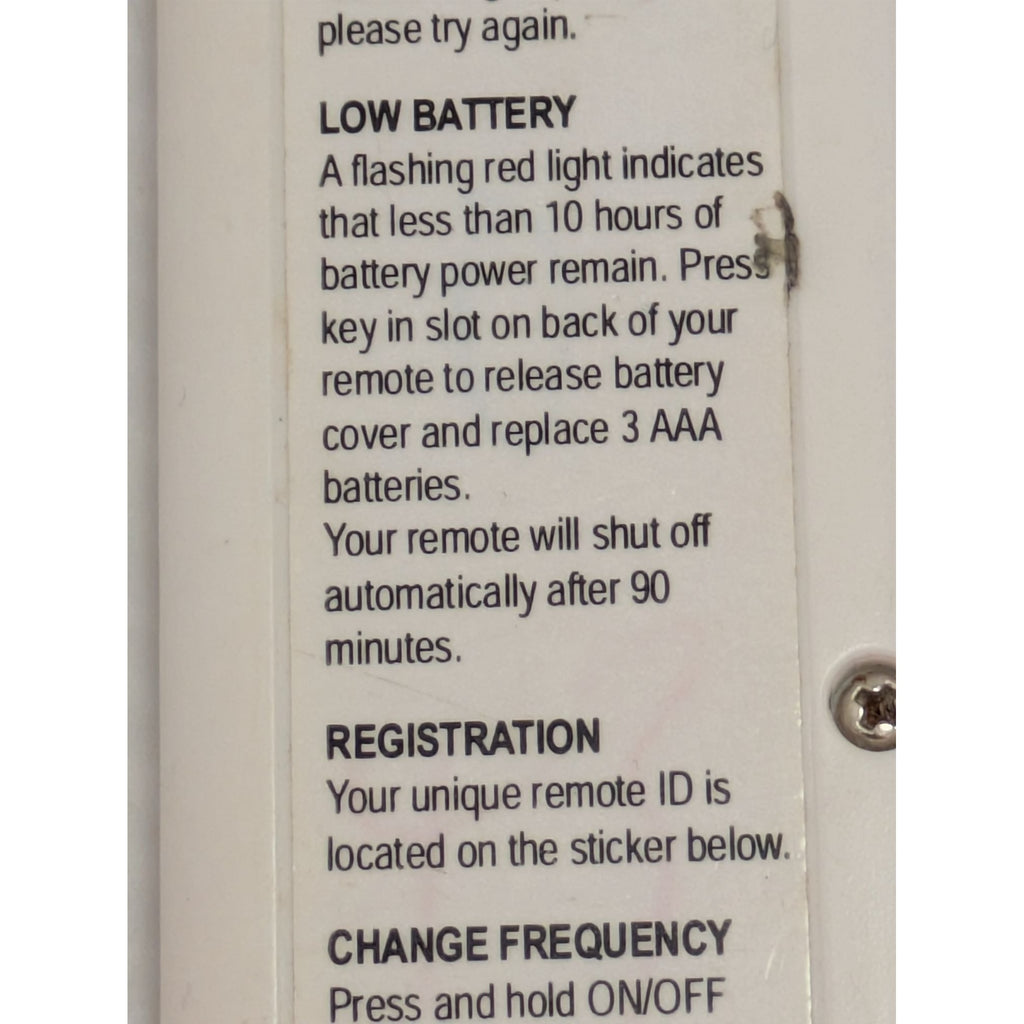 please try again.
LOW BATTERY
A flashing red light indicates
that less than 10 hours of
battery power remain. Press
key in slot on back of your
remote to release battery
cover and replace 3 AAA
batteries.
Your remote will shut off
automatically after 90
minutes.
REGISTRATION
Your unique remote ID is
located on the sticker below.
CHANGE FREQUENCY
Press and hold ON/OFF